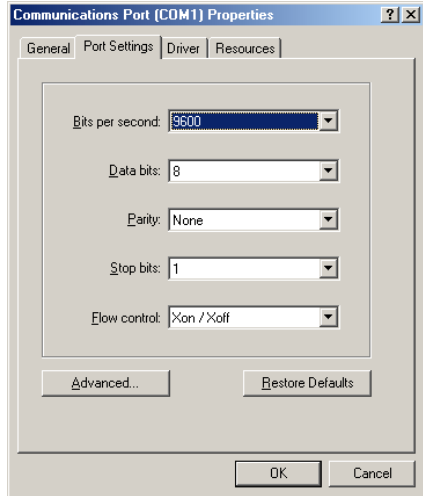 Communications Port (COM1) Properties
General Port Settings Driver Resources
Bits per second: 9600
Data bits: 8
Parity: None
Stop bits: 1
Flow control: Xon / Xoff
Advanced... Restore Defaults
OK Cancel